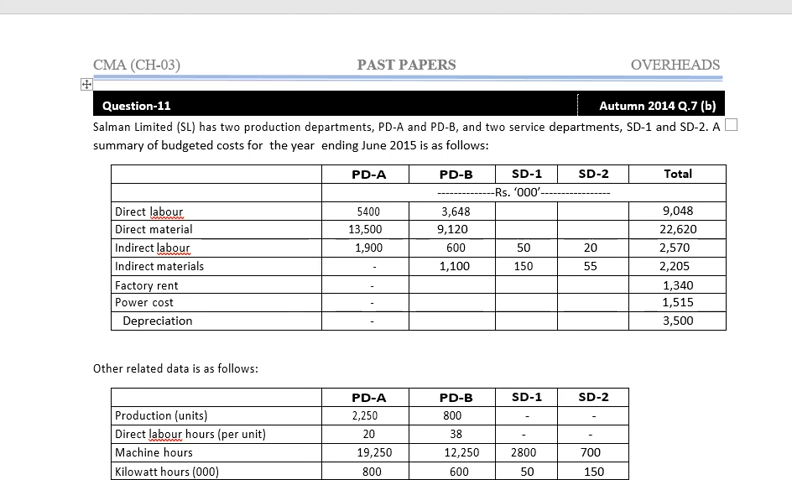 CMA (CH-03) PAST PAPERS OVERHEADS
Question-11 Autumn 2014 Q.7 (b)
Salman Limited (SL) has two production departments, PD-A and PD-B, and two service departments, SD-1 and SD-2. A
summary of budgeted costs for the year ending June 2015 is as follows:
PD-A PD-B SD-1 SD-2 Total
--------------Rs. ‘000’-----------------
Direct labour 5400 3,648 9,048
Direct material 13,500 9,120 22,620
Indirect labour 1,900 600 50 20 2,570
Indirect materials - 1,100 150 55 2,205
Factory rent - 1,340
Power cost - 1,515
Depreciation - 3,500
Other related data is as follows:
PD-A PD-B SD-1 SD-2
Production (units) 2,250 800 - -
Direct labour hours (per unit) 20 38 - -
Machine hours 19,250 12,250 2800 700
Kilowatt hours (000) 800 600 50 150